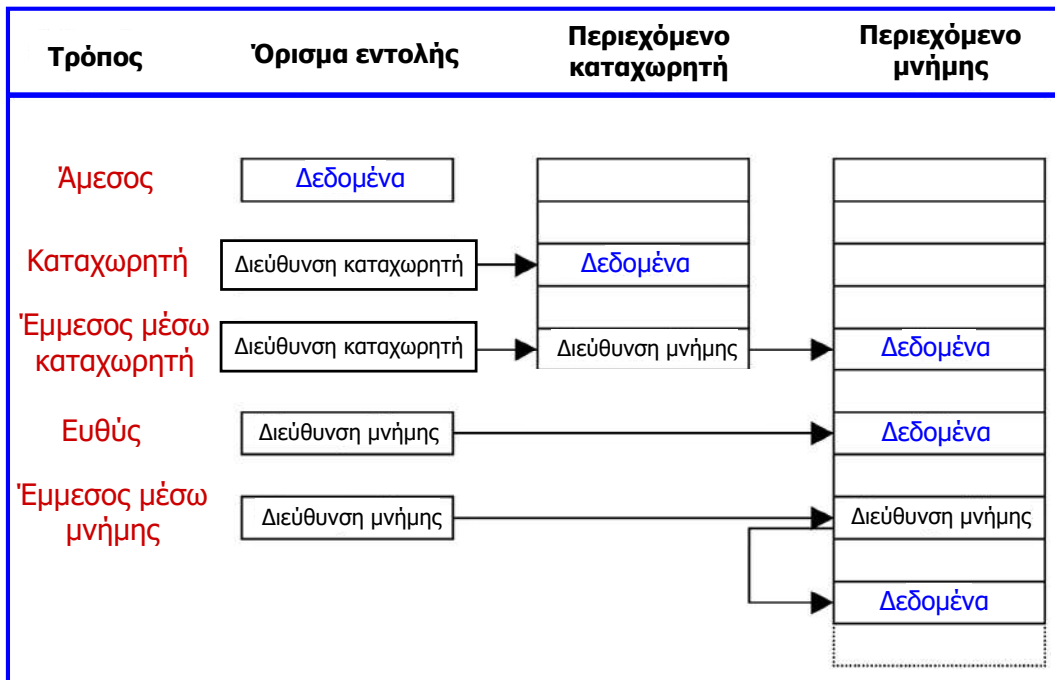 Τρόπος
Όρισμα εντολής
Περιεχόμενο
καταχωρητή
Περιεχόμενο
μνήμης
Άμεσος
Δεδομένα
Καταχωρητή
Διεύθυνση καταχωρητή
Δεδομένα
Έμμεσος μέσω
καταχωρητή
Διεύθυνση καταχωρητή
Διεύθυνση μνήμης
Δεδομένα
Ευθύς
Διεύθυνση μνήμης
Δεδομένα
Έμμεσος μέσω
μνήμης
Διεύθυνση μνήμης
Διεύθυνση μνήμης
Δεδομένα